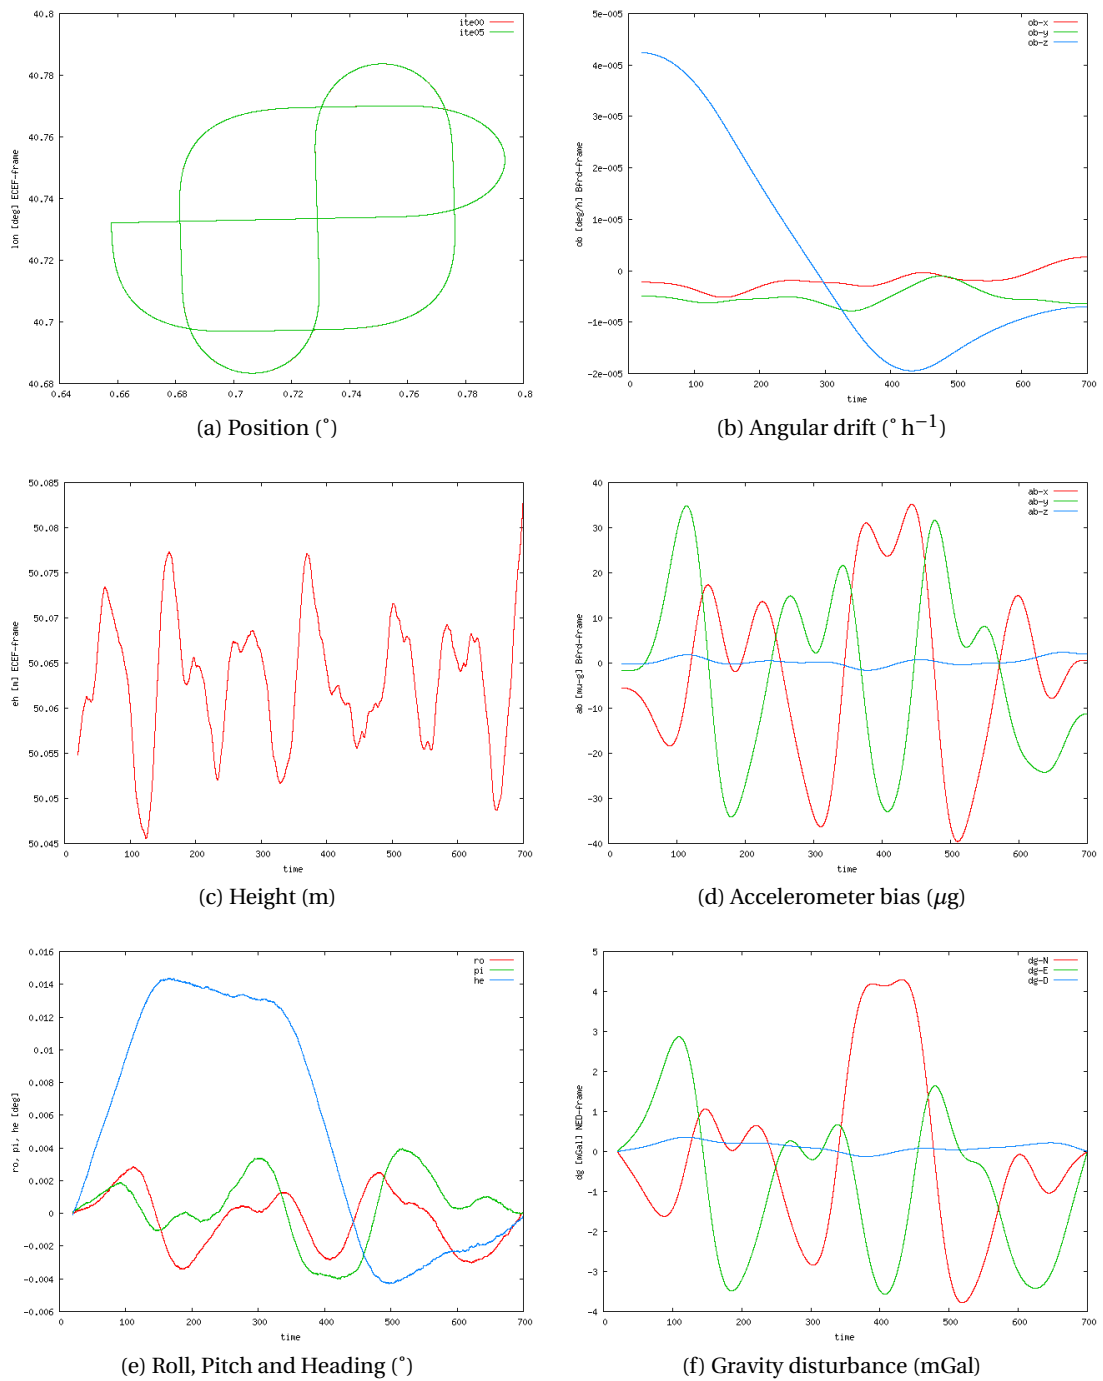 40.8
40.78
40.76
40.74
40.72
40.7
40.68
0.64 0.66 0.68 0.7 0.72 0.74 0.76 0.78 0.8
lon [deg] ECEF-frame
ite00
ite05
(a) Position (°)
5e-005
4e-005
3e-005
2e-005
1e-005
0
-1e-005
-2e-005
0 100 200 300 400 500 600 700
time
ob [deg/h] Bfrd-frame
ob-x
ob-y
ob-z
(b) Angular drift (° h−1)
50.085
50.08
50.075
50.07
50.065
50.06
50.055
50.05
50.045
0 100 200 300 400 500 600 700
time
eh [m] ECEF-frame
(c) Height (m)
40
30
20
10
0
-10
-20
-30
-40
0 100 200 300 400 500 600 700
time
ab [mu-g] Bfrd-frame
ab-x
ab-y
ab-z
(d) Accelerometer bias (μg)
0.016
0.014
0.012
0.01
0.008
0.006
0.004
0.002
0
-0.002
-0.004
-0.006
0 100 200 300 400 500 600 700
time
ro, pi, he [deg]
ro
pi
he
(e) Roll, Pitch and Heading (°)
5
4
3
2
1
0
-1
-2
-3
-4
0 100 200 300 400 500 600 700
time
dg [mGal] NED-frame
dg-N
dg-E
dg-D
(f) Gravity disturbance (mGal)